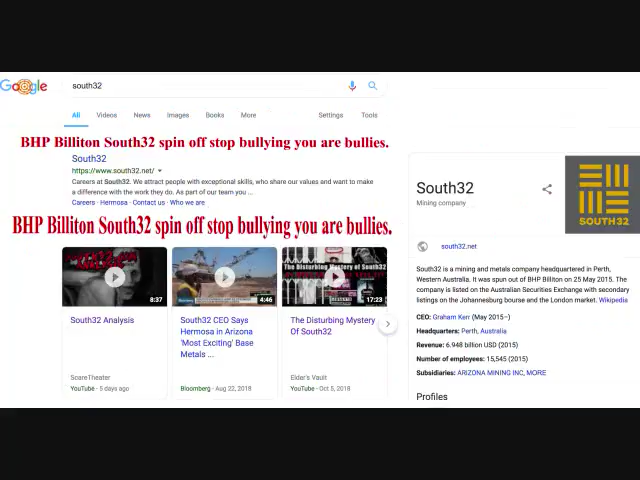 Google
south32
All Videos News Images Books More Settings Tools
BHP Billiton South32 spin off stop bullying you are bullies.
South32
https://www.south32.net/
Careers at South32. We attract people with exceptional skills, who share our values and want to make
a difference with the work they do. As part of our team you ...
Careers · Hermosa · Contact us · Who we are
BHP Billiton South32 spin off stop bullying you are bullies.
8:37
South32 Analysis
ScareTheater
YouTube - 5 days ago
4:46
South32 CEO Says
Hermosa in Arizona
'Most Exciting' Base
Metals ...
Bloomberg - Aug 22, 2018
The Disturbing Mystery of South32
17:23
The Disturbing Mystery
Of South32
Elder's Vault
YouTube - Oct 5, 2018
South32
Mining company
SOUTH32
south32.net
South32 is a mining and metals company headquartered in Perth,
Western Australia. It was spun out of BHP Billiton on 25 May 2015. The
company is listed on the Australian Securities Exchange with secondary
listings on the Johannesburg bourse and the London market. Wikipedia
CEO: Graham Kerr (May 2015–)
Headquarters: Perth, Australia
Revenue: 6.948 billion USD (2015)
Number of employees: 15,545 (2015)
Subsidiaries: ARIZONA MINING INC, MORE
Profiles